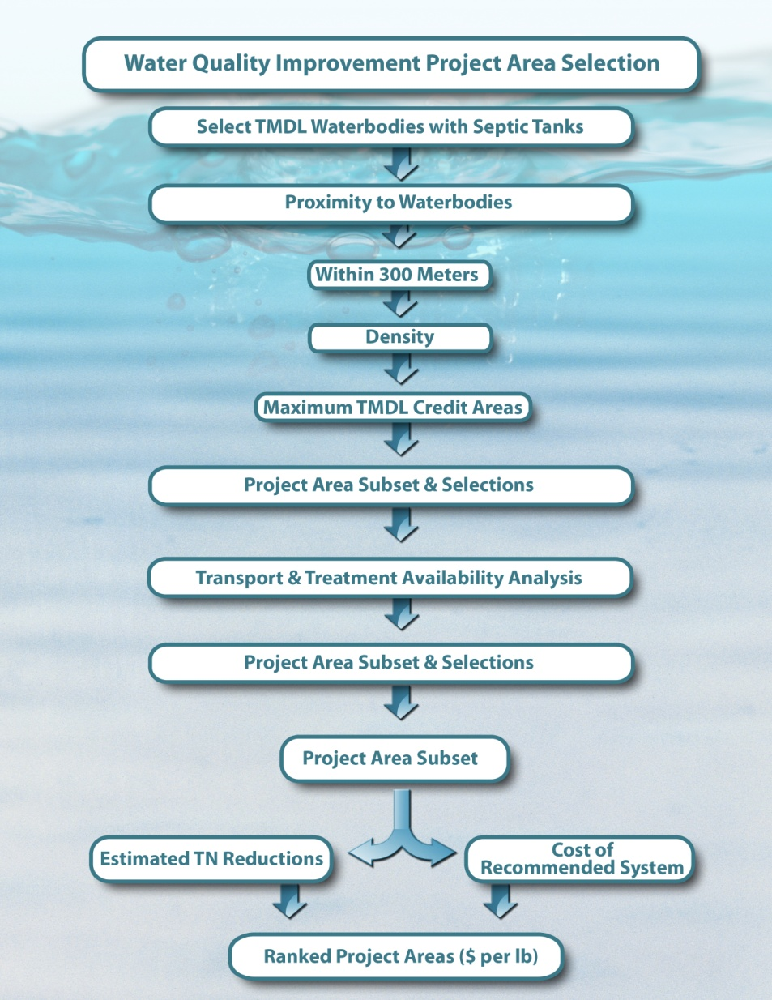 Water Quality Improvement Project Area Selection
Select TMDL Waterbodies with Septic Tanks
Proximity to Waterbodies
Within 300 Meters
Density
Maximum TMDL Credit Areas
Project Area Subset & Selections
Transport & Treatment Availability Analysis
Project Area Subset & Selections
Project Area Subset
Estimated TN Reductions
Cost of
Recommended System
Ranked Project Areas ($ per lb)